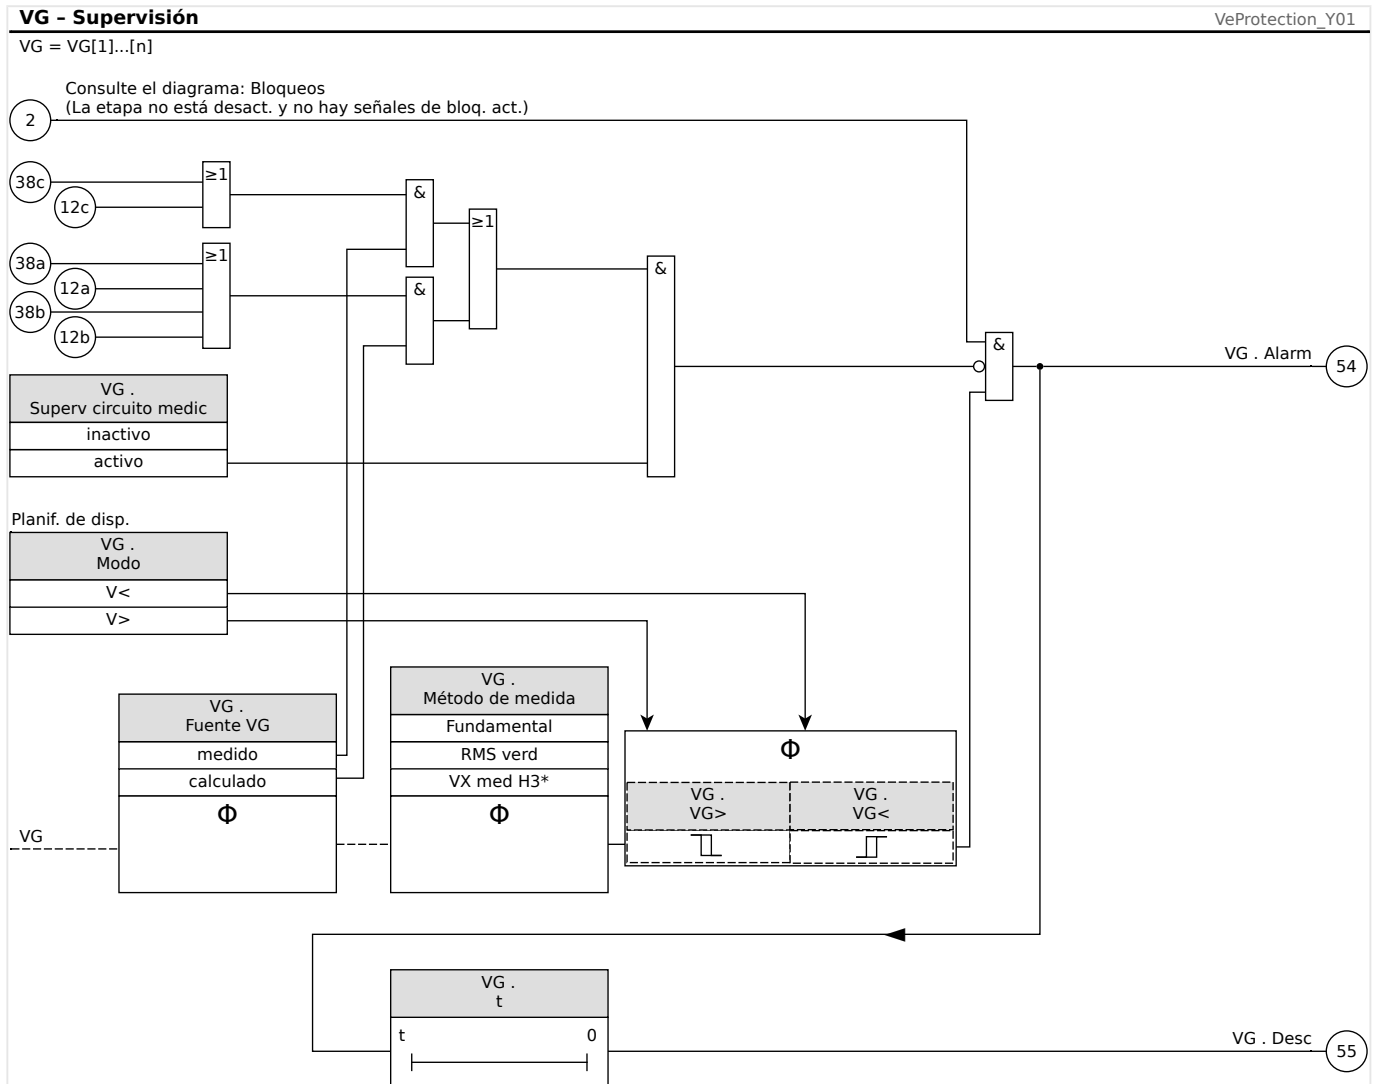 VG – Supervisión
VeProtection_Y01
VG = VG[1]...[n]
Consulte el diagrama: Bloqueos
(La etapa no está desact. y no hay señales de bloq. act.)
2
38c
12c
≥1
&
≥1
38a
12a
38b
12b
≥1
&
&
&
VG . Alarm
54
VG .
Superv circuito medic
inactivo
activo
Planif. de disp.
VG .
Modo
V<
V>
VG .
Fuente VG
medido
calculado
Φ
VG
VG .
Método de medida
Fundamental
RMS verd
VX med H3*
Φ
Φ
VG .
VG>
VG .
VG<
VG .
t
t
0
VG . Desc
55